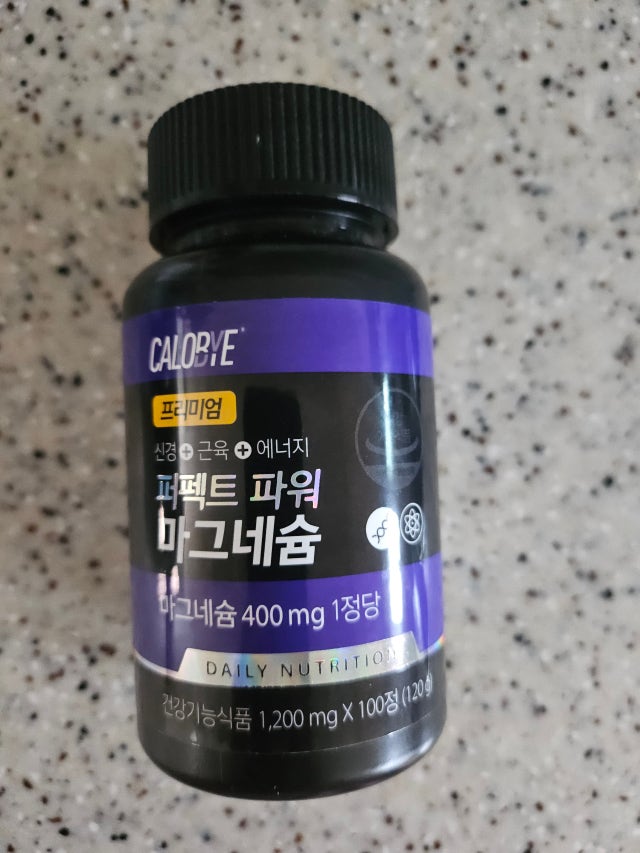 CALOBYE
프리미엄
신경+근육+에너지
퍼펙트 파워
마그네슘
마그네슘 400 mg 1정당
DAILY NUTRITION
건강기능식품 1,200 mg X 100정 (120 g)